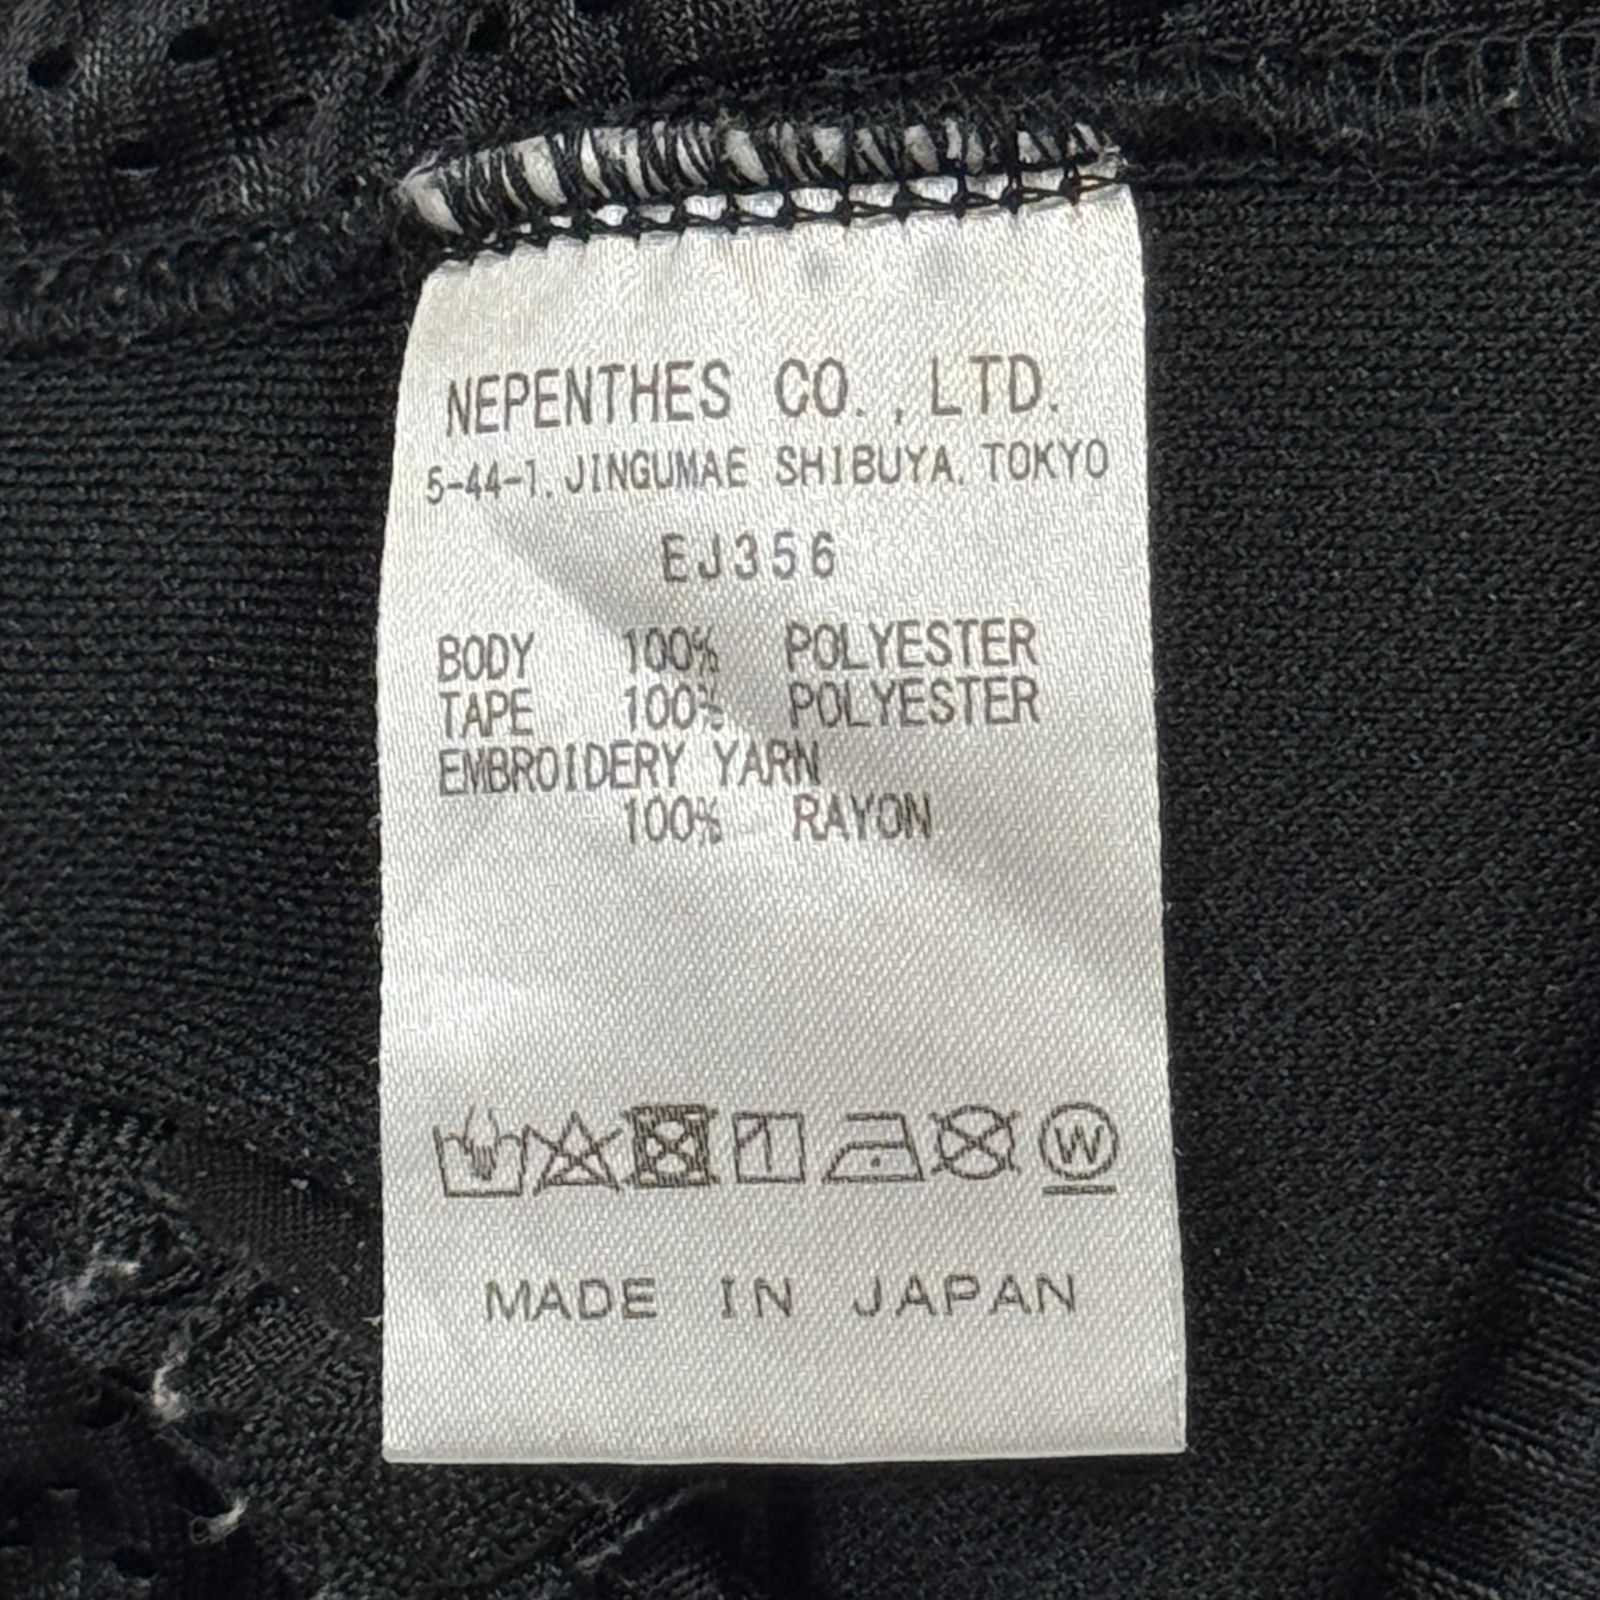 NEPENTHES CO.,LTD.
5-44-1, JINGUMAE SHIBUYA, TOKYO
EJ356
BODY 100% POLYESTER
TAPE 100% POLYESTER
EMBROIDERY YARN
100% RAYON
W
MADE IN JAPAN